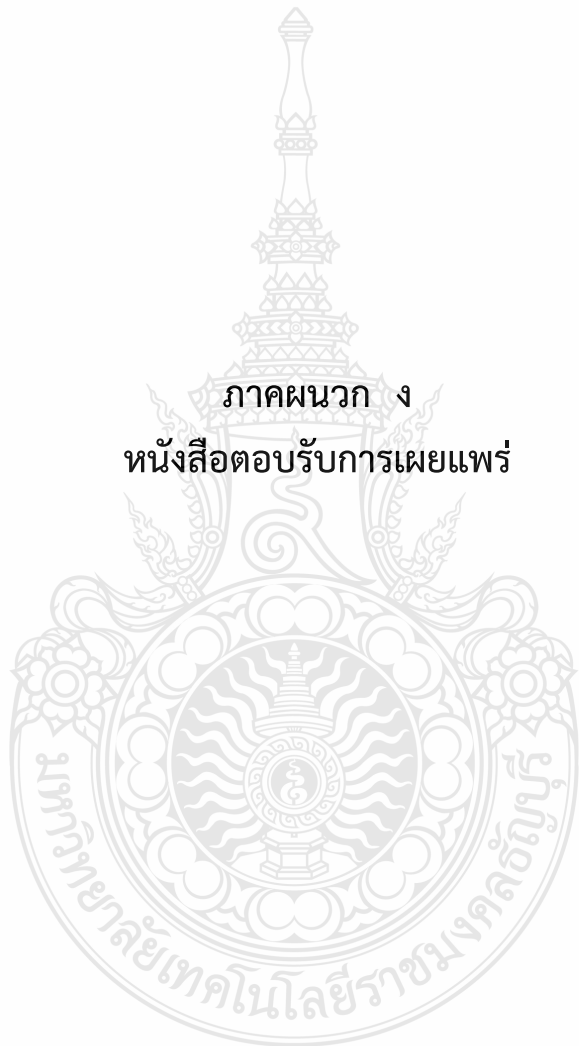 ภาคผนวก ง
หนังสือตอบรับการเผยแพร่
มหาวิทยาลัยเทคโนโลยีราชมงคลธัญบุรี